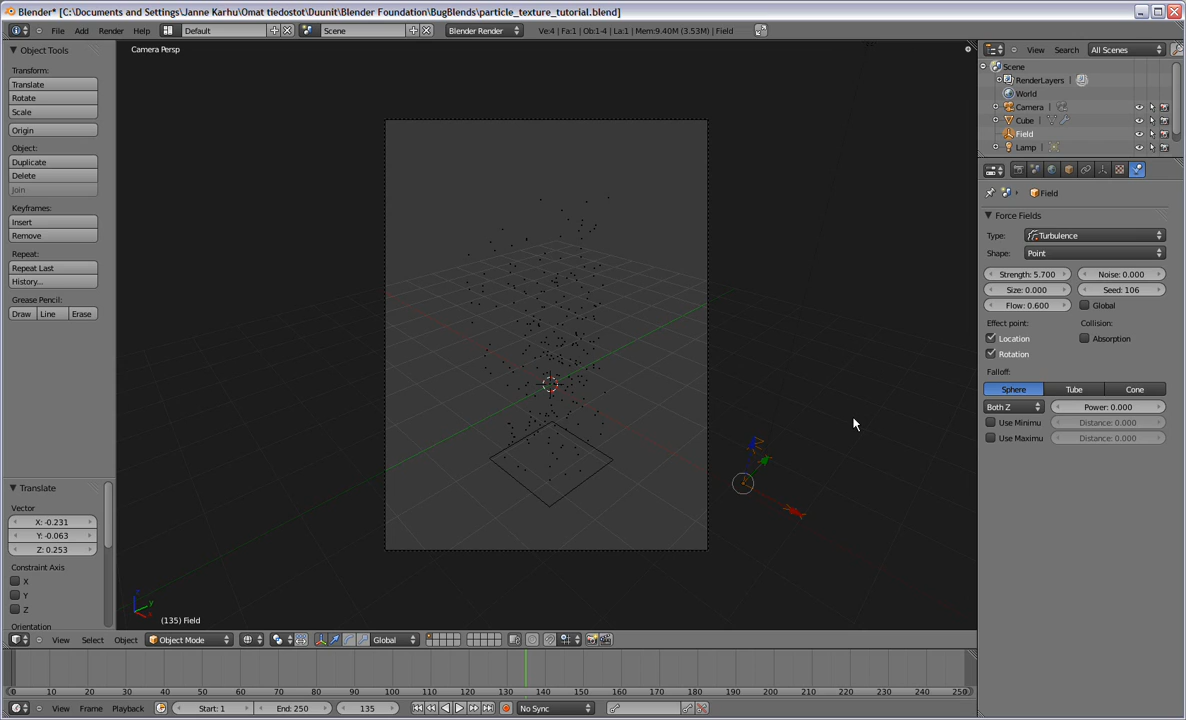 Blender* [C:\Documents and Settings\Janne Karhu\Omat tiedostot\Duunit\Blender Foundation\BugBlends\particle_texture_tutorial.blend]
File Add Render Help Default Scene Blender Render Ve:4 | Fa:1 | Ob:1-4 | La:1 | Mem:9.40M (3.53M) | Field
Object Tools
Transform:
Translate
Rotate
Scale
Origin
Object:
Duplicate
Delete
Join
Keyframes:
Insert
Remove
Repeat:
Repeat Last
History...
Grease Pencil:
Draw Line Erase
Translate
Vector
X: -0.231
Y: -0.063
Z: 0.253
Constraint Axis
X
Y
Z
Orientation
Camera Persp
z
y
x
(135) Field
View Search All Scenes
Scene
RenderLayers |
World
Camera |
Cube |
Field
Lamp |
Field
Force Fields
Type: Turbulence
Shape: Point
Strength: 5.700 Noise: 0.000
Size: 0.000 Seed: 106
Flow: 0.600 Global
Effect point: Collision:
Location Absorption
Rotation
Falloff:
Sphere Tube Cone
Both Z Power: 0.000
Use Minimu Distance: 0.000
Use Maximu Distance: 0.000
View Select Object Object Mode Global
0 10 20 30 40 50 60 70 80 90 100 110 120 130 140 150 160 170 180 190 200 210 220 230 240 250
View Frame Playback Start: 1 End: 250 135 No Sync